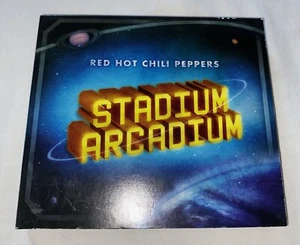 RED HOT CHILI PEPPERS
STADIUM
ARCADIUM